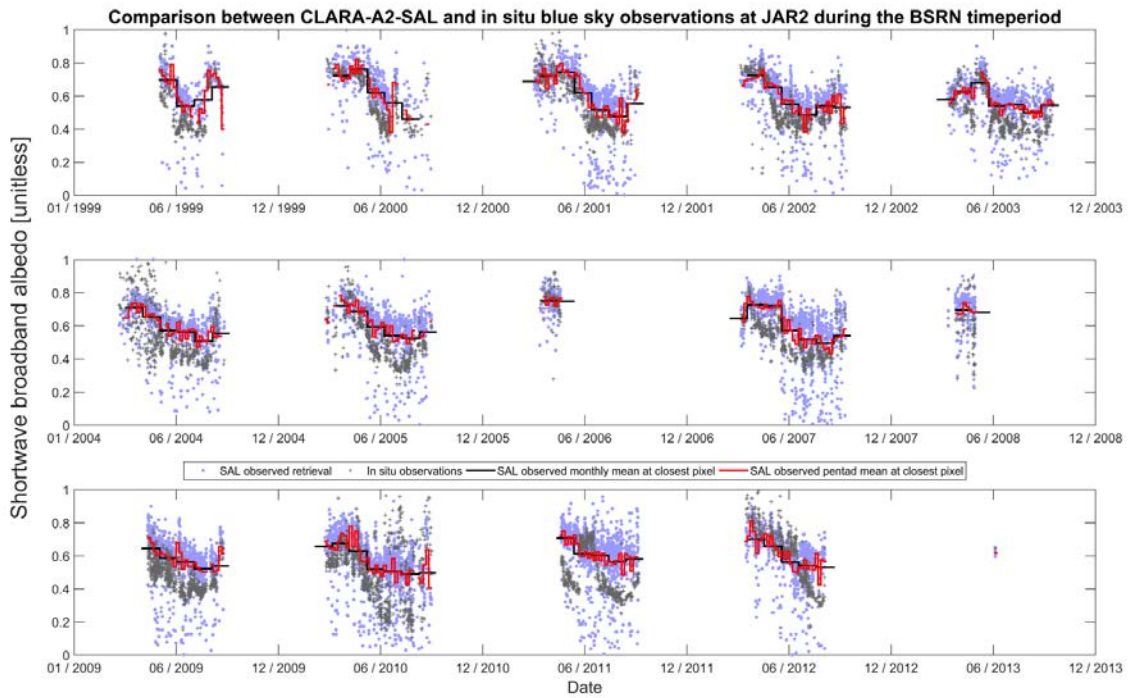 Comparison between CLARA-A2-SAL and in situ blue sky observations at JAR2 during the BSRN timeperiod
Shortwave broadband albedo [unitless]
1
0.8
0.6
0.4
0.2
0
01 / 1999 06 / 1999 12 / 1999 06 / 2000 12 / 2000 06 / 2001 12 / 2001 06 / 2002 12 / 2002 06 / 2003 12 / 2003
1
0.8
0.6
0.4
0.2
0
01 / 2004 06 / 2004 12 / 2004 06 / 2005 12 / 2005 06 / 2006 12 / 2006 06 / 2007 12 / 2007 06 / 2008 12 / 2008
SAL observed retrieval In situ observations SAL observed monthly mean at closest pixel SAL observed pentad mean at closest pixel
1
0.8
0.6
0.4
0.2
0
01 / 2009 06 / 2009 12 / 2009 06 / 2010 12 / 2010 06 / 2011 12 / 2011 06 / 2012 12 / 2012 06 / 2013 12 / 2013
Date